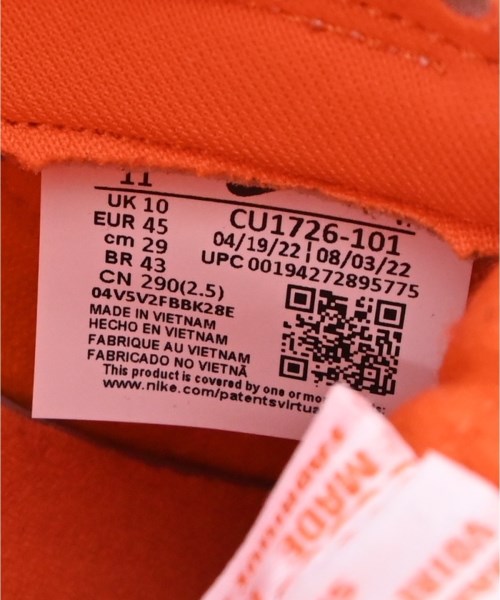 11
UK 10
EUR 45
cm 29
BR 43
CN 290(2.5)
04V5V2FBBK28E
MADE IN VIETNAM
HECHO EN VIETNAM
FABRIQUE AU VIETNAM
FABRICADO NO VIETNÃ
This product is covered by one or mor
www.nike.com/patentsvirtu
CU1726-101
04/19/22 | 08/03/22
UPC 00194272895775
MADE